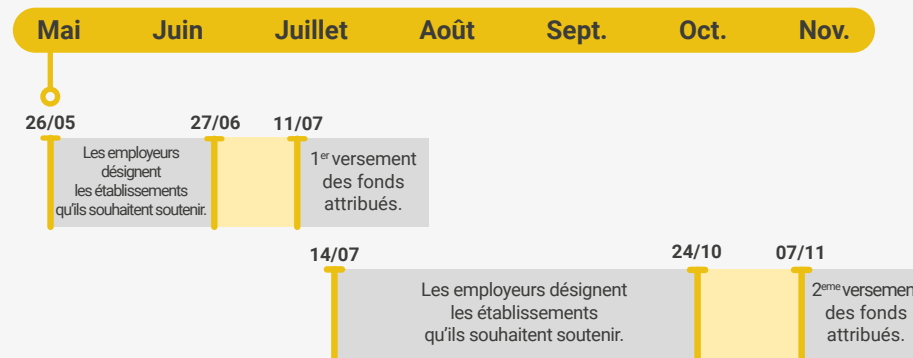 Mai Juin Juillet Août Sept. Oct. Nov.
26/05 27/06 11/07
Les employeurs
désignent
les établissements
qu'ils souhaitent soutenir.
1er versement
des fonds
attribués.
14/07 24/10 07/11
Les employeurs désignent
les établissements
qu'ils souhaitent soutenir.
2eme versemen
des fonds
attribués.